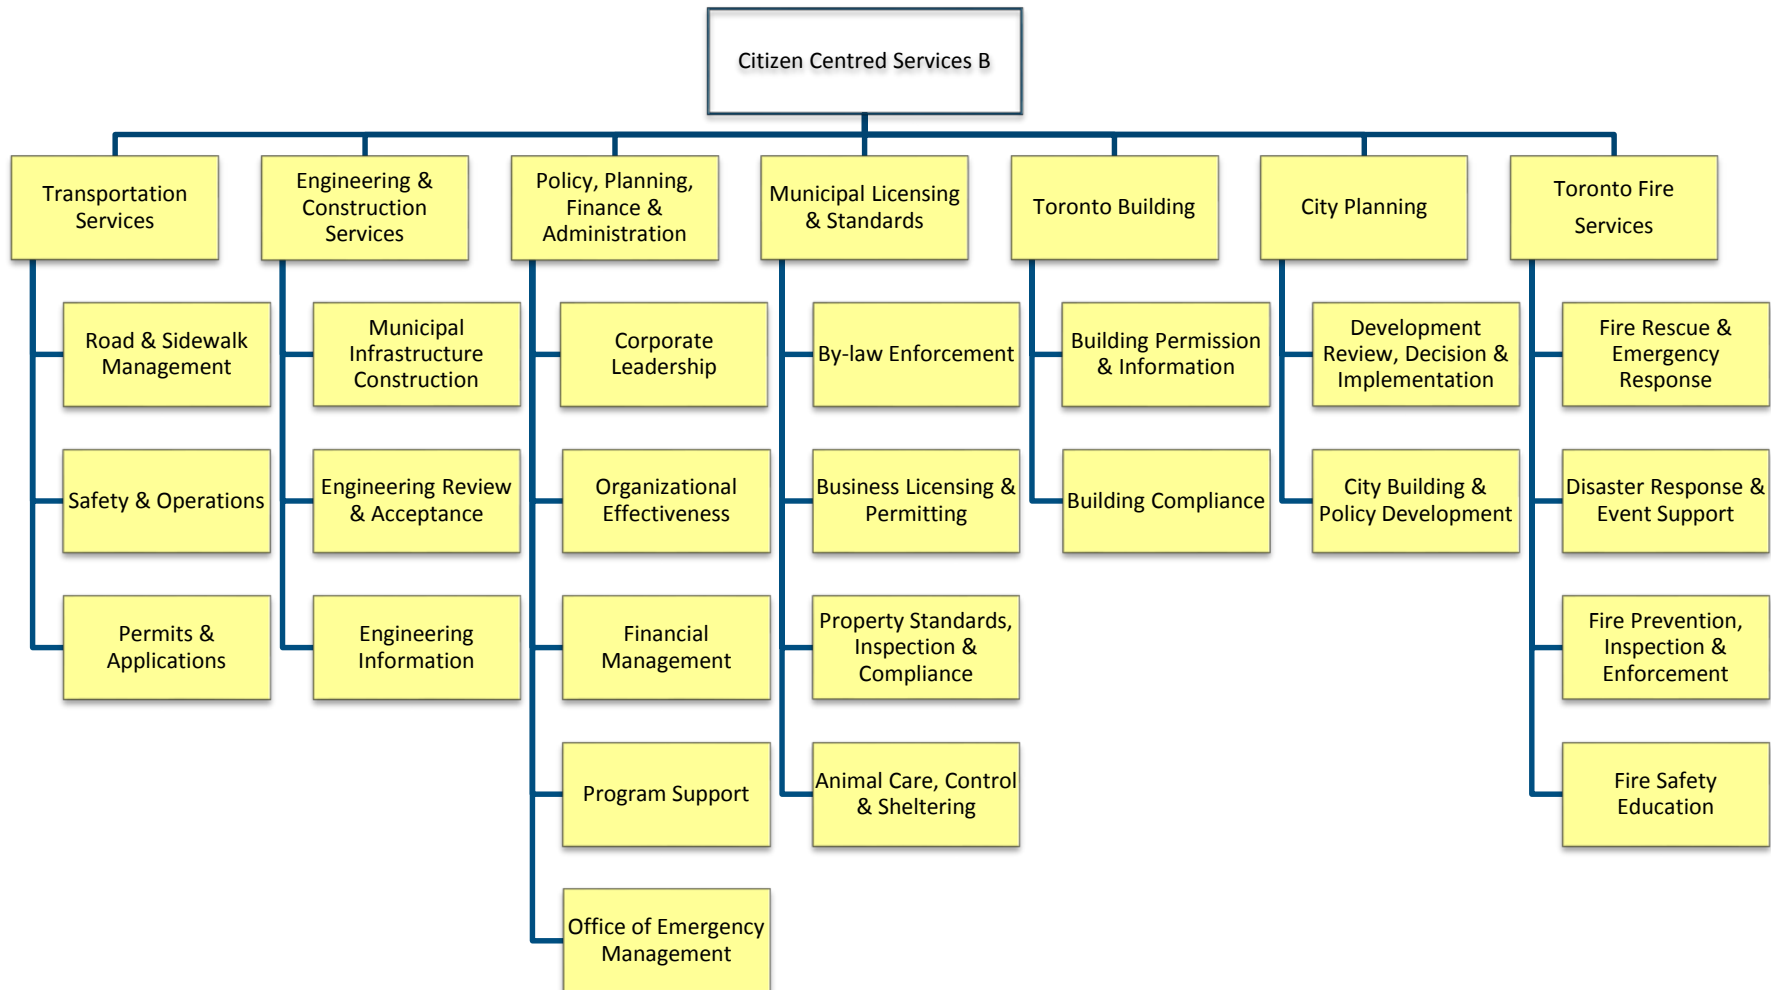 Citizen Centred Services B
Transportation
Services
Engineering &
Construction
Services
Policy, Planning,
Finance &
Administration
Municipal Licensing
& Standards
Toronto Building
City Planning
Toronto Fire
Services
Road & Sidewalk
Management
Safety & Operations
Permits &
Applications
Municipal
Infrastructure
Construction
Engineering Review
& Acceptance
Engineering
Information
Corporate
Leadership
Organizational
Effectiveness
Financial
Management
Program Support
Office of Emergency
Management
By-law Enforcement
Business Licensing &
Permitting
Property Standards,
Inspection &
Compliance
Animal Care, Control
& Sheltering
Building Permission
& Information
Building Compliance
Development
Review, Decision &
Implementation
City Building &
Policy Development
Fire Rescue &
Emergency
Response
Disaster Response &
Event Support
Fire Prevention,
Inspection &
Enforcement
Fire Safety
Education